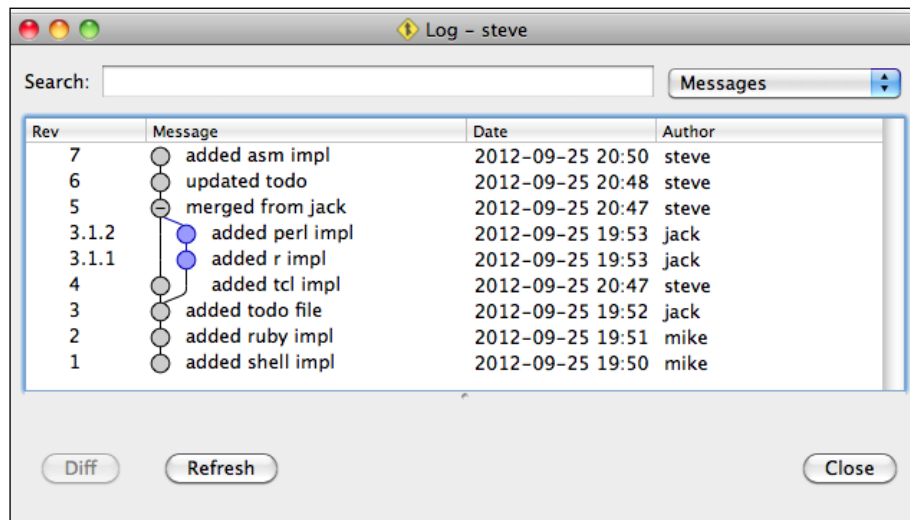 Log – steve
Search: Messages
Rev Message Date Author
7 added asm impl 2012-09-25 20:50 steve
6 updated todo 2012-09-25 20:48 steve
5 merged from jack 2012-09-25 20:47 steve
3.1.2 added perl impl 2012-09-25 19:53 jack
3.1.1 added r impl 2012-09-25 19:53 jack
4 added tcl impl 2012-09-25 20:47 steve
3 added todo file 2012-09-25 19:52 jack
2 added ruby impl 2012-09-25 19:51 mike
1 added shell impl 2012-09-25 19:50 mike
Diff Refresh Close